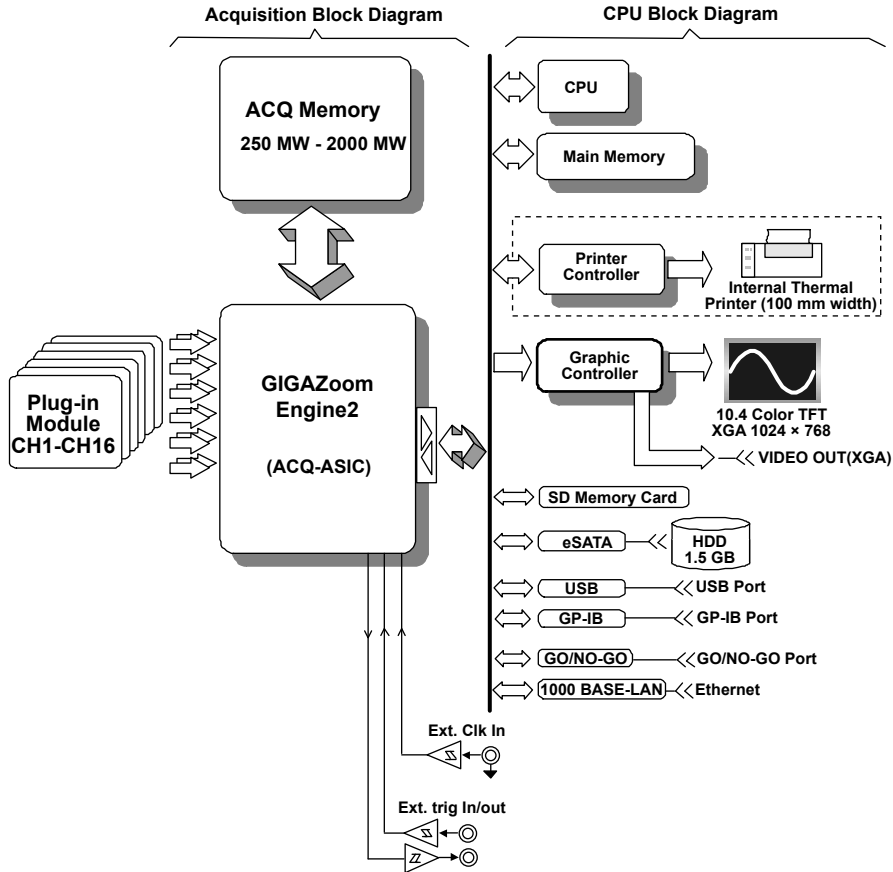 Acquisition Block Diagram
CPU Block Diagram
ACQ Memory
250 MW - 2000 MW
CPU
Main Memory
Printer
Controller
Internal Thermal
Printer (100 mm width)
Plug-in
Module
CH1-CH16
GIGAZoom
Engine2
(ACQ-ASIC)
Graphic
Controller
10.4 Color TFT
XGA 1024 × 768
VIDEO OUT(XGA)
SD Memory Card
eSATA
HDD
1.5 GB
USB
USB Port
GP-IB
GP-IB Port
GO/NO-GO
GO/NO-GO Port
1000 BASE-LAN
Ethernet
Ext. Clk In
Ext. trig In/out